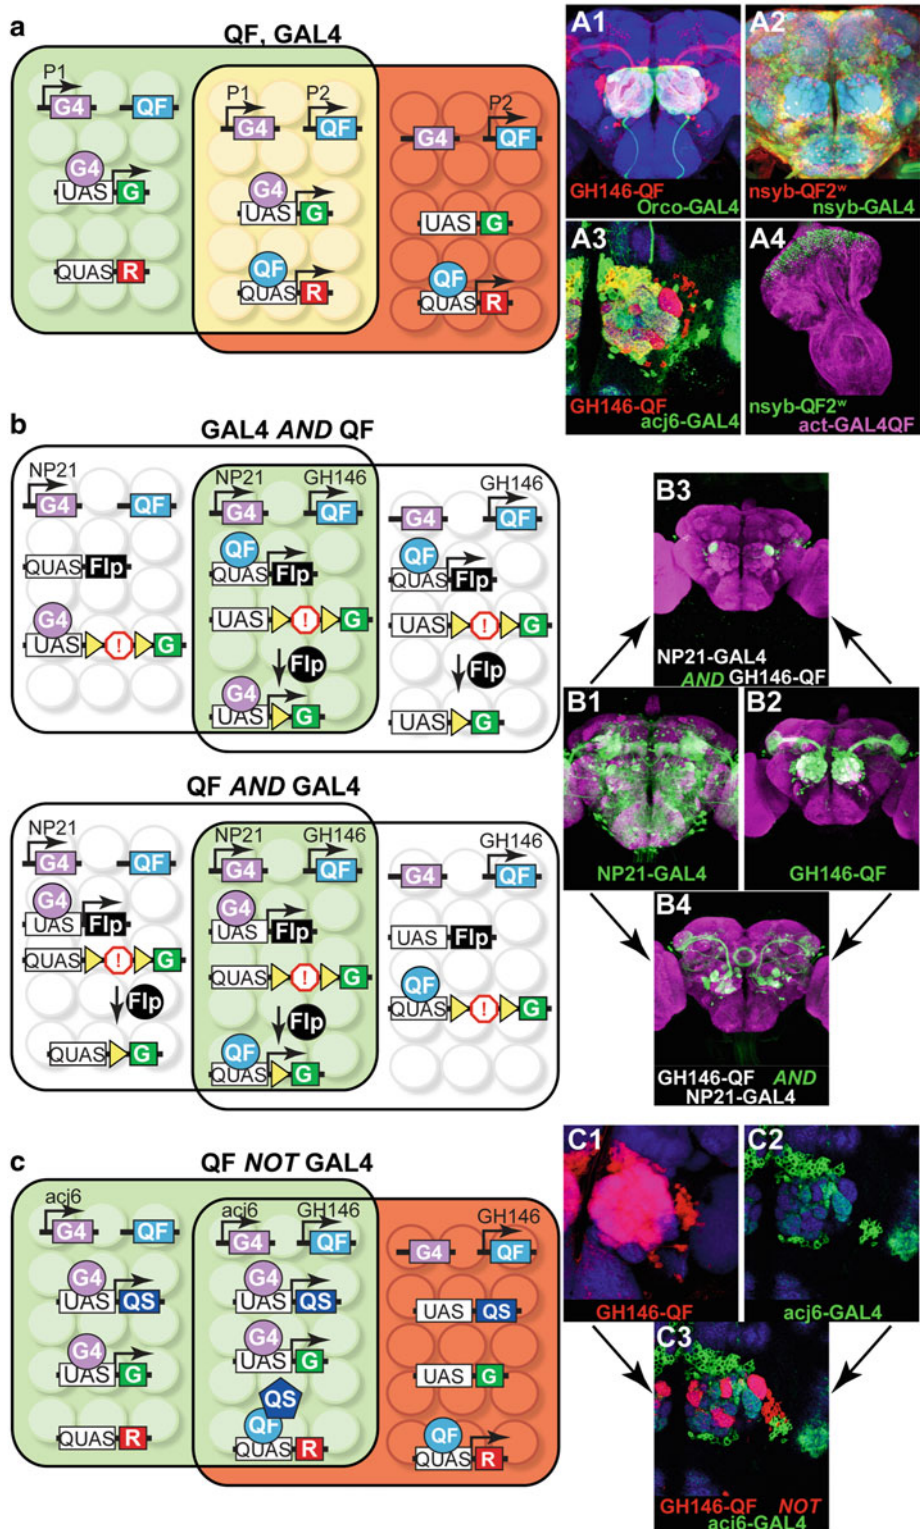 a
QF, GAL4
P1
G4
QF
G4
UAS
G
QUAS
R
P1
P2
G4
QF
G4
UAS
G
QF
QUAS
R
P2
G4
QF
UAS
G
QF
QUAS
R
A1
GH146-QF
Orco-GAL4
A2
nsyb-QF2w
nsyb-GAL4
A3
GH146-QF
acj6-GAL4
A4
nsyb-QF2w
act-GAL4QF
b
GAL4 AND QF
NP21
G4
QF
QUAS
Flp
G4
UAS
!
G
NP21
GH146
G4
QF
QF
QUAS
Flp
UAS
!
G
Flp
G4
UAS
G
GH146
G4
QF
QF
QUAS
Flp
UAS
!
G
Flp
UAS
G
QF AND GAL4
NP21
G4
QF
G4
UAS
Flp
QUAS
!
G
Flp
QUAS
G
NP21
GH146
G4
QF
G4
UAS
Flp
QUAS
!
G
Flp
QF
QUAS
G
GH146
G4
QF
UAS
Flp
QF
QUAS
!
G
B3
NP21-GAL4
AND GH146-QF
B1
NP21-GAL4
B2
GH146-QF
B4
GH146-QF AND
NP21-GAL4
c
QF NOT GAL4
acj6
G4
QF
G4
UAS
QS
G4
UAS
G
QUAS
R
acj6
GH146
G4
QF
G4
UAS
QS
G4
UAS
G
QS
QF
QUAS
R
GH146
G4
QF
UAS
QS
UAS
G
QF
QUAS
R
C1
GH146-QF
C2
acj6-GAL4
C3
GH146-QF NOT
acj6-GAL4